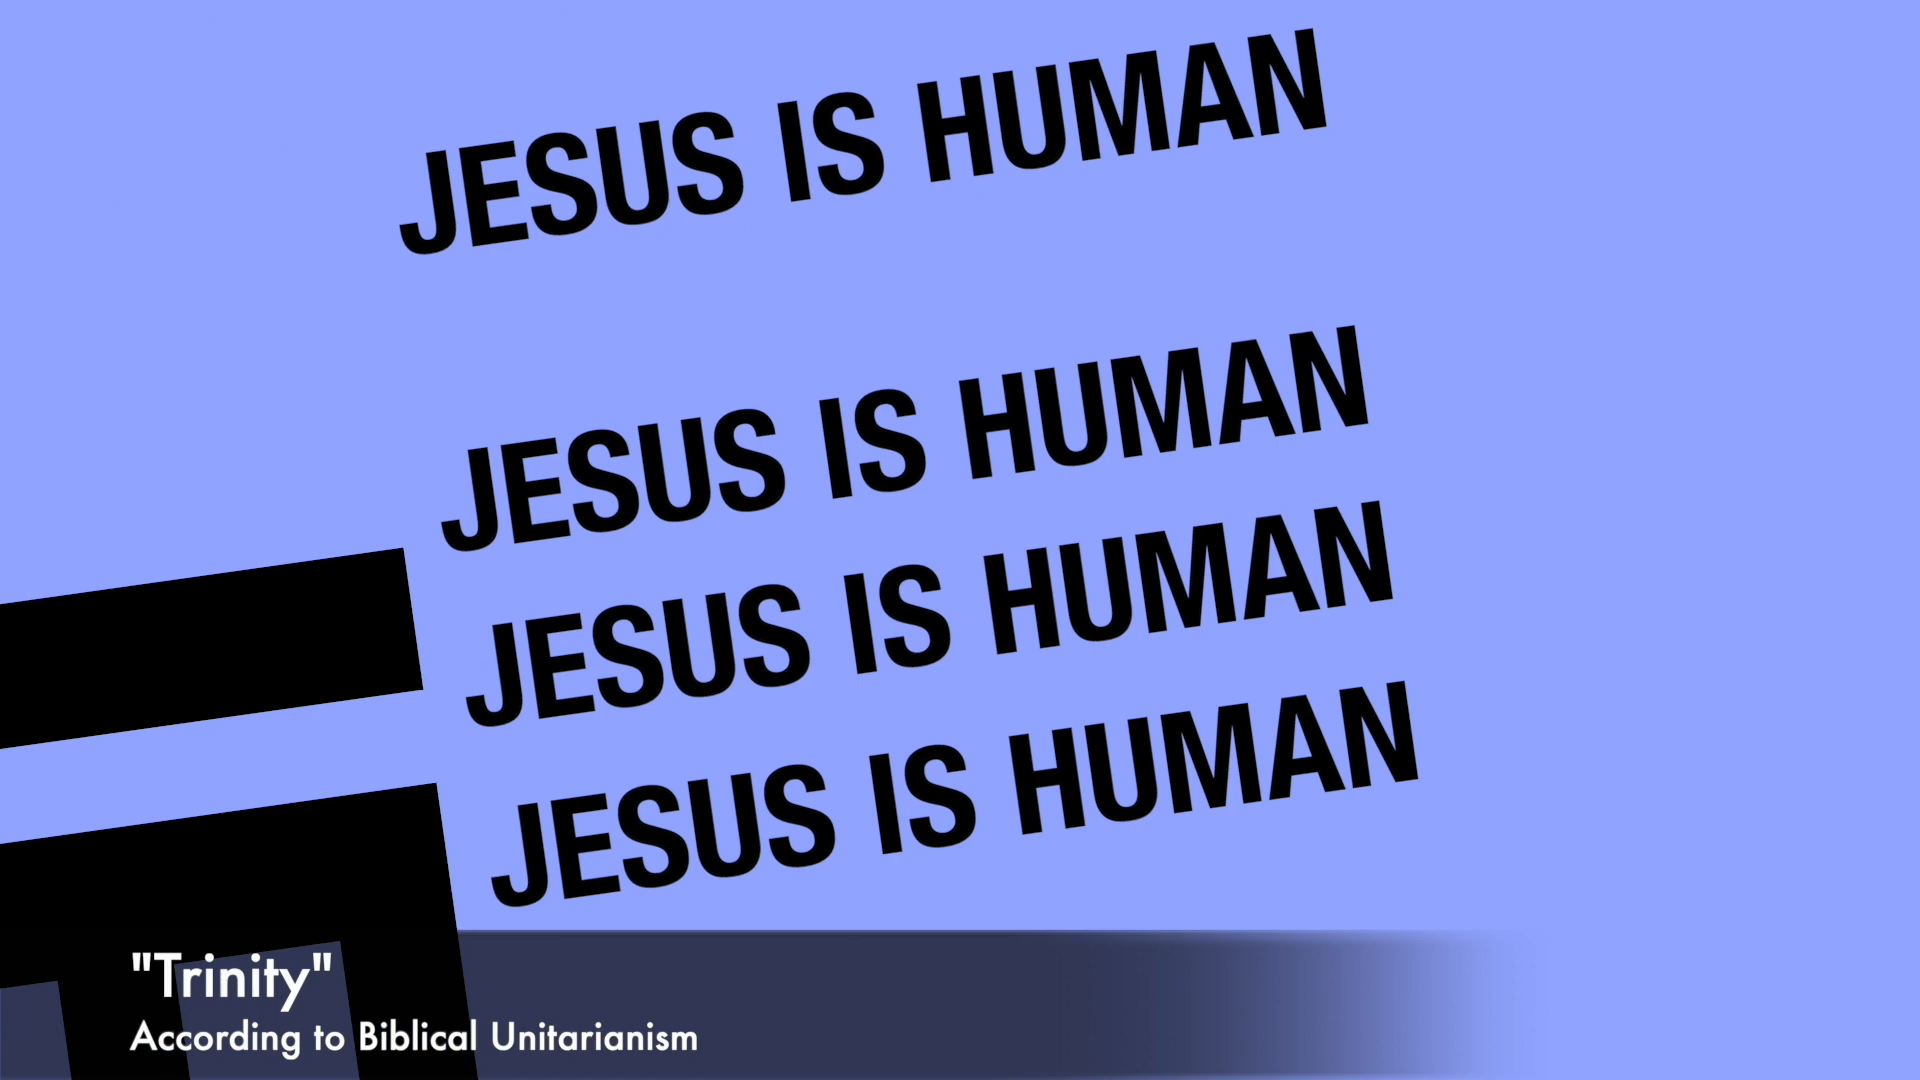 JESUS IS HUMAN
JESUS IS HUMAN
JESUS IS HUMAN
JESUS IS HUMAN
"Trinity"
According to Biblical Unitarianism